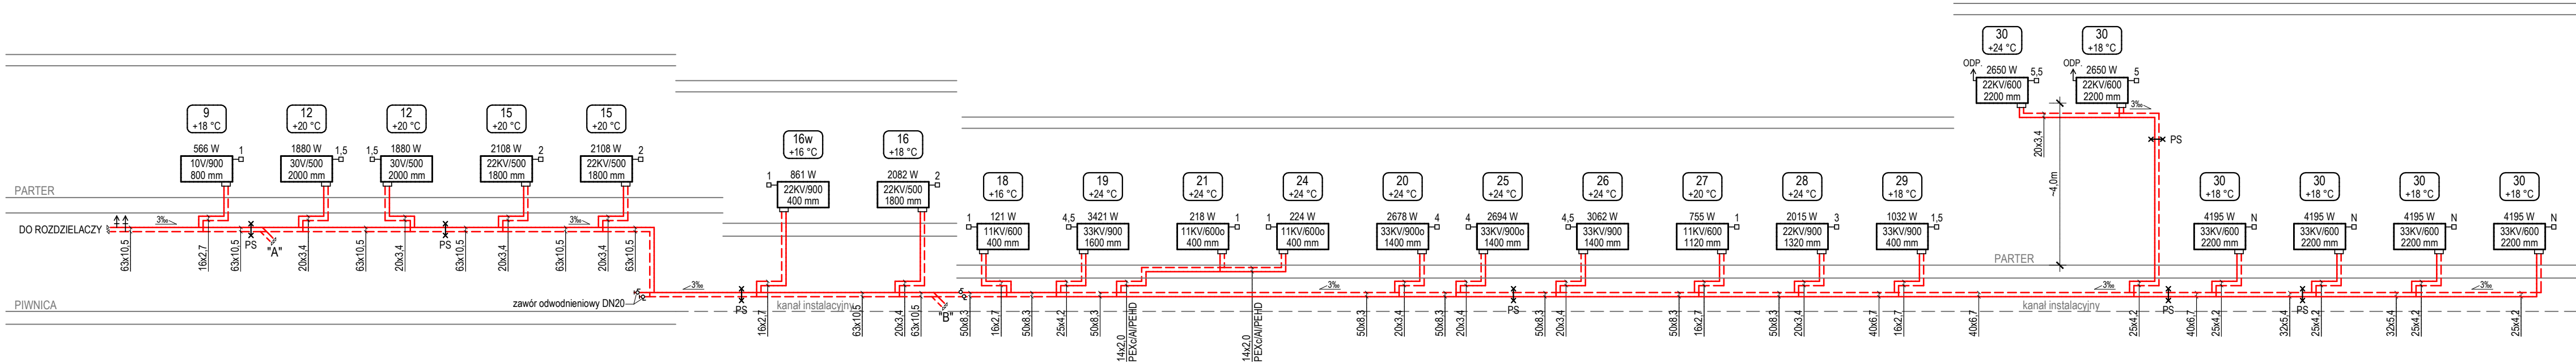 30
+24 °C
30
+18 °C
ODP.
2650 W
5,5
22KV/600
2200 mm
ODP.
2650 W
5
22KV/600
2200 mm
3‰
20x3,4
PS
~4,0m
9
+18 °C
566 W
1
10V/900
800 mm
12
+20 °C
1880 W
1,5
30V/500
2000 mm
12
+20 °C
1880 W
1,5
30V/500
2000 mm
15
+20 °C
2108 W
2
22KV/500
1800 mm
15
+20 °C
2108 W
2
22KV/500
1800 mm
16w
+16 °C
861 W
1
22KV/900
400 mm
16
+18 °C
2082 W
2
22KV/500
1800 mm
18
+16 °C
121 W
1
11KV/600
400 mm
19
+24 °C
3421 W
4,5
33KV/900
1600 mm
21
+24 °C
218 W
1
11KV/600o
400 mm
24
+24 °C
224 W
1
11KV/600o
400 mm
20
+24 °C
2678 W
4
33KV/900o
1400 mm
25
+24 °C
2694 W
4
33KV/900o
1400 mm
26
+24 °C
3062 W
4,5
33KV/900
1400 mm
27
+20 °C
755 W
1
11KV/600
1120 mm
28
+24 °C
2015 W
3
22KV/900
1320 mm
29
+18 °C
1032 W
1,5
33KV/900
400 mm
30
+18 °C
4195 W
N
33KV/600
2200 mm
30
+18 °C
4195 W
N
33KV/600
2200 mm
30
+18 °C
4195 W
N
33KV/600
2200 mm
30
+18 °C
4195 W
N
33KV/600
2200 mm
PARTER
PARTER
DO ROZDZIELACZY
3‰
3‰
PS
"A"
PS
63x10,5
16x2,7
63x10,5
20x3,4
63x10,5
20x3,4
63x10,5
20x3,4
63x10,5
20x3,4
63x10,5
PIWNICA
zawór odwodnieniowy DN20
3‰
PS
kanał instalacyjny
"B"
16x2,7
63x10,5
20x3,4
63x10,5
50x8,3
16x2,7
50x8,3
25x4,2
50x8,3
14x2,0
PEXc/Al/PEHD
14x2,0
PEXc/Al/PEHD
3‰
50x8,3
20x3,4
50x8,3
20x3,4
PS
50x8,3
20x3,4
50x8,3
16x2,7
50x8,3
20x3,4
40x6,7
16x2,7
40x6,7
kanał instalacyjny
3‰
25x4,2
PS
40x6,7
25x4,2
32x5,4
PS
25x4,2
32x5,4
25x4,2
3‰
25x4,2